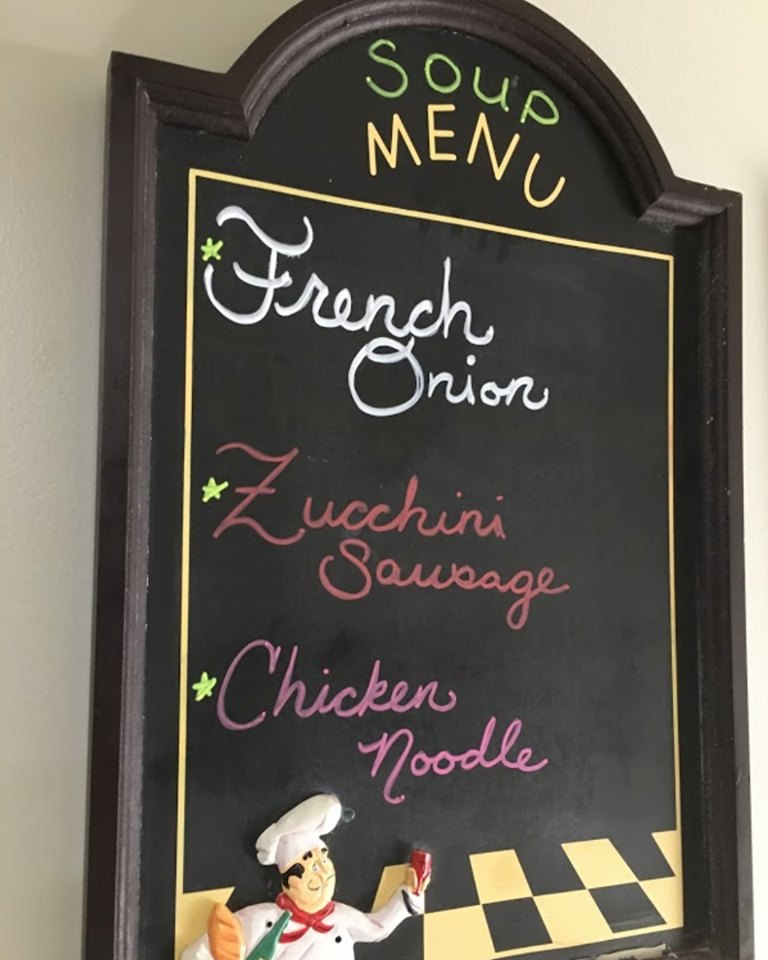 SOUP
MENU
* French
Onion
* Zucchini
Sausage
* Chicken
Noodle